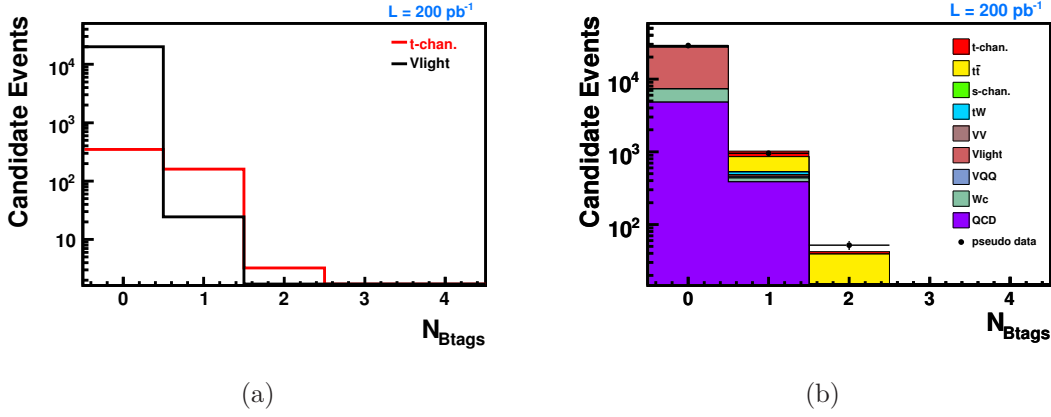 L = 200 pb⁻¹
Candidate Events
10⁴
10³
10²
10
t-chan.
Vlight
0 1 2 3 4
N_Btags
(a)
L = 200 pb⁻¹
Candidate Events
10⁴
10³
10²
t-chan.
tt̄
s-chan.
tW
VV
Vlight
VQQ
Wc
QCD
pseudo data
0 1 2 3 4
N_Btags
(b)